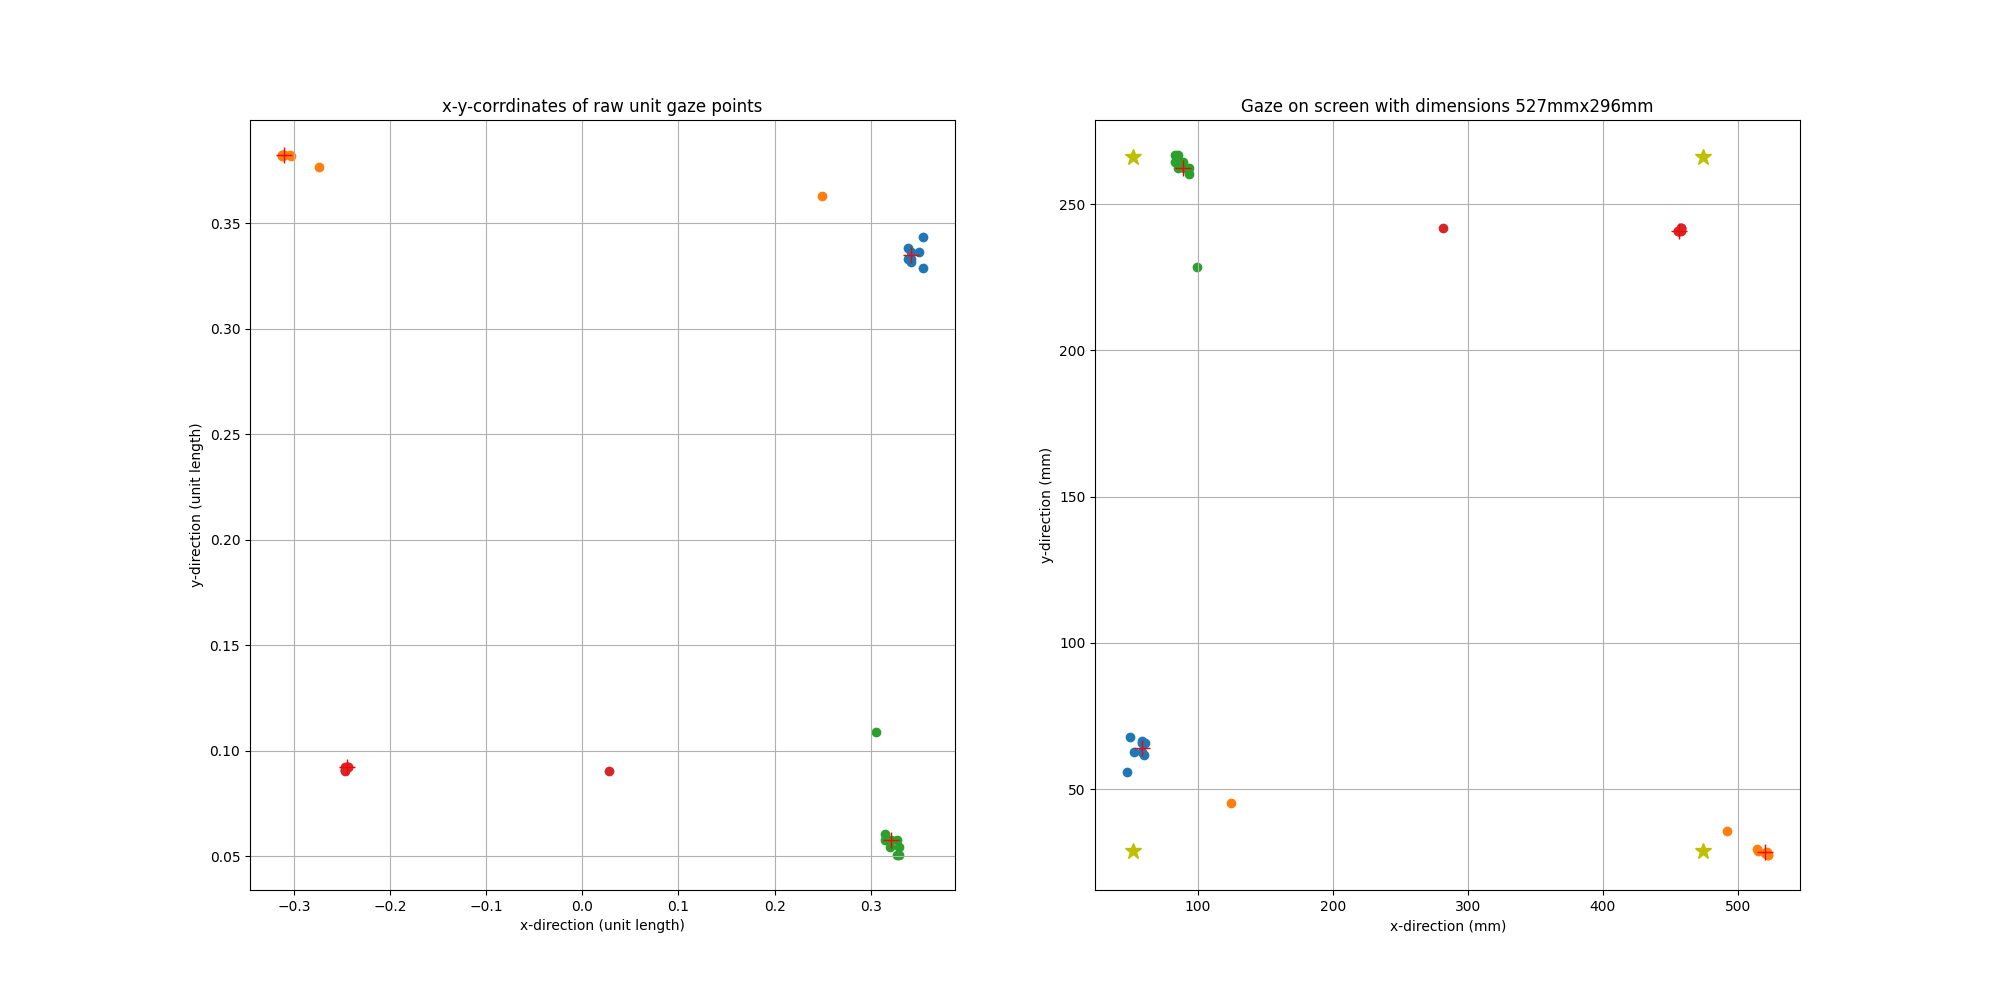 x-y-corrdinates of raw unit gaze points
0.35
0.30
0.25
0.20
0.15
0.10
0.05
y-direction (unit length)
−0.3 −0.2 −0.1 0.0 0.1 0.2 0.3
x-direction (unit length)
Gaze on screen with dimensions 527mmx296mm
250
200
150
100
50
y-direction (mm)
100 200 300 400 500
x-direction (mm)